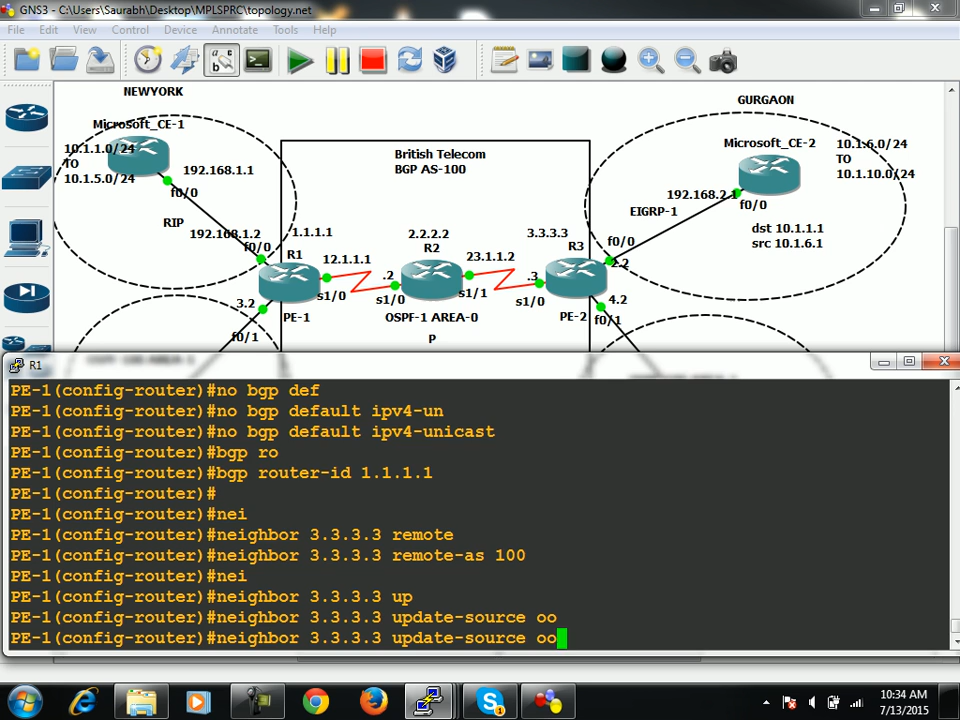 GNS3 - C:\Users\Saurabh\Desktop\MPLSPRC\topology.net
File Edit View Control Device Annotate Tools Help
NEWYORK
Microsoft_CE-1
10.1.1.0/24
TO
10.1.5.0/24
192.168.1.1
f0/0
RIP
192.168.1.2
f0/0
1.1.1.1
R1
12.1.1.1
s1/0
PE-1
3.2
f0/1
British Telecom
BGP AS-100
2.2.2.2
R2
.2
s1/0
23.1.1.2
s1/1
OSPF-1 AREA-0
P
3.3.3.3
R3
.3
s1/0
PE-2
f0/0
2.2
4.2
f0/1
GURGAON
Microsoft_CE-2
10.1.6.0/24
TO
10.1.10.0/24
192.168.2.1
f0/0
EIGRP-1
dst 10.1.1.1
src 10.1.6.1
R1
PE-1(config-router)#no bgp def
PE-1(config-router)#no bgp default ipv4-un
PE-1(config-router)#no bgp default ipv4-unicast
PE-1(config-router)#bgp ro
PE-1(config-router)#bgp router-id 1.1.1.1
PE-1(config-router)#
PE-1(config-router)#nei
PE-1(config-router)#neighbor 3.3.3.3 remote
PE-1(config-router)#neighbor 3.3.3.3 remote-as 100
PE-1(config-router)#nei
PE-1(config-router)#neighbor 3.3.3.3 up
PE-1(config-router)#neighbor 3.3.3.3 update-source oo
PE-1(config-router)#neighbor 3.3.3.3 update-source oo
10:34 AM
7/13/2015